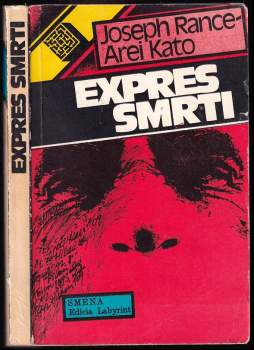 EXPRES SMRTI
Joseph Rance-
Arei Kato
EXPRES
SMRTI
SMENA
Edícia Labyrint